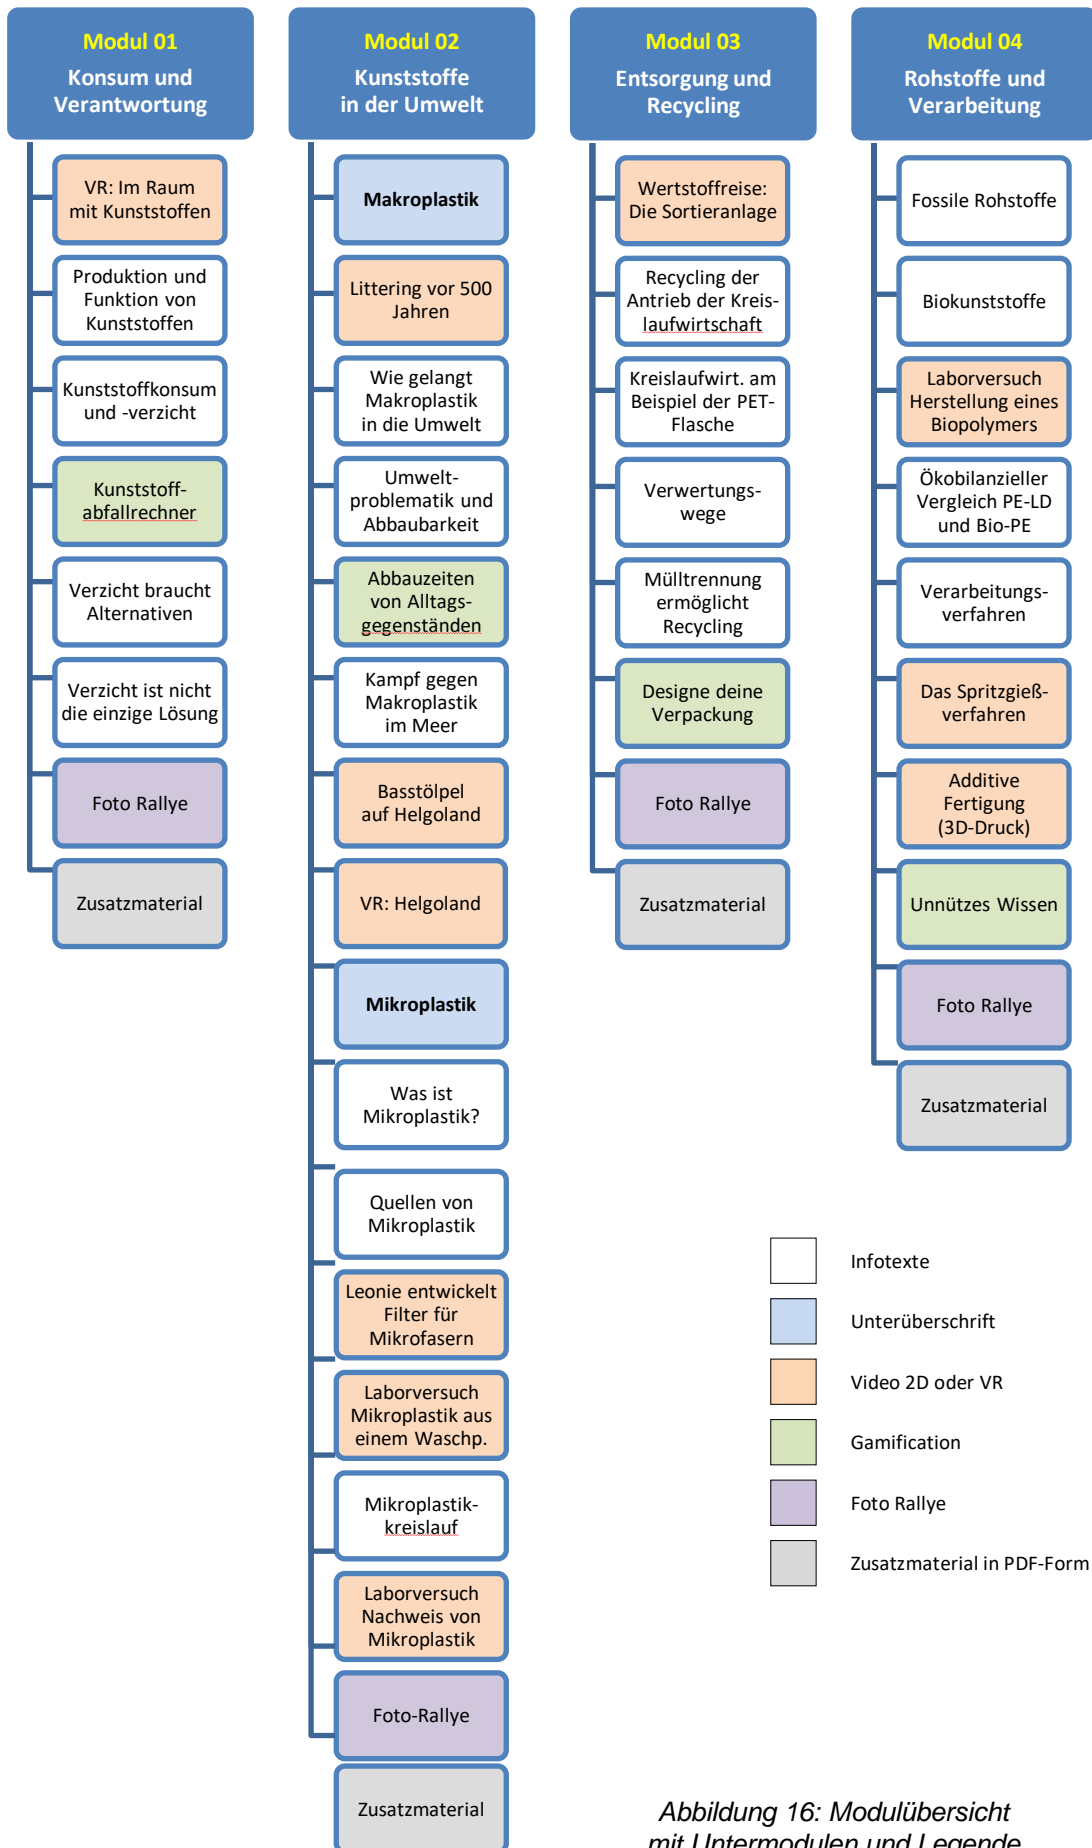 Modul 01
Konsum und
Verantwortung
VR: Im Raum
mit Kunststoffen
Produktion und
Funktion von
Kunststoffen
Kunststoffkonsum
und -verzicht
Kunststoff-
abfallrechner
Verzicht braucht
Alternativen
Verzicht ist nicht
die einzige Lösung
Foto Rallye
Zusatzmaterial
Modul 02
Kunststoffe
in der Umwelt
Makroplastik
Littering vor 500
Jahren
Wie gelangt
Makroplastik
in die Umwelt
Umwelt-
problematik und
Abbaubarkeit
Abbauzeiten
von Alltags-
gegenständen
Kampf gegen
Makroplastik
im Meer
Basstölpel
auf Helgoland
VR: Helgoland
Mikroplastik
Was ist
Mikroplastik?
Quellen von
Mikroplastik
Leonie entwickelt
Filter für
Mikrofasern
Laborversuch
Mikroplastik aus
einem Waschp.
Mikroplastik-
kreislauf
Laborversuch
Nachweis von
Mikroplastik
Foto-Rallye
Zusatzmaterial
Modul 03
Entsorgung und
Recycling
Wertstoffreise:
Die Sortieranlage
Recycling der
Antrieb der Kreis-
laufwirtschaft
Kreislaufwirt. am
Beispiel der PET-
Flasche
Verwertungs-
wege
Mülltrennung
ermöglicht
Recycling
Designe deine
Verpackung
Foto Rallye
Zusatzmaterial
Modul 04
Rohstoffe und
Verarbeitung
Fossile Rohstoffe
Biokunststoffe
Laborversuch
Herstellung eines
Biopolymers
Ökobilanzieller
Vergleich PE-LD
und Bio-PE
Verarbeitungs-
verfahren
Das Spritzgieß-
verfahren
Additive
Fertigung
(3D-Druck)
Unnützes Wissen
Foto Rallye
Zusatzmaterial
Infotexte
Unterüberschrift
Video 2D oder VR
Gamification
Foto Rallye
Zusatzmaterial in PDF-Form
Abbildung 16: Modulübersicht
mit Untermodulen und Legende